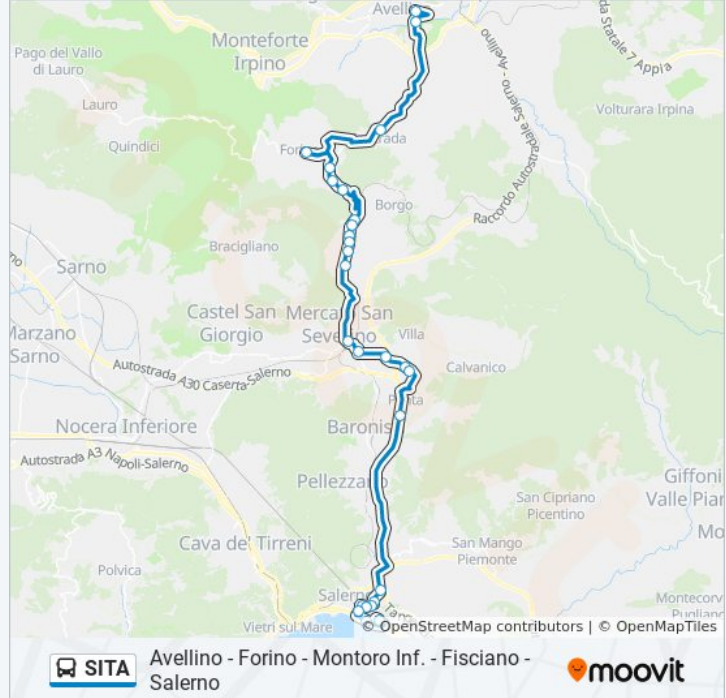 Avellino
Monteforte
Irpino
Pago del Vallo
di Lauro
Statale 7 Appia
Lauro
Volturara Irpina
Quindici
Raccordo Autostradale Salerno - Avellino
Borgo
Bracigliano
Sarno
Castel San
Giorgio
Mercato San
Severino
Villa
Marzano
Sarno
Calvanico
Autostrada A30 Caserta-Salerno
Nocera Inferiore
Baronissi
Autostrada A3 Napoli-Salerno
Pellezzano
Giffoni
Valle Pian
San Cipriano
Picentino
Cava de' Tirreni
San Mango
Piemonte
Polvica
Salerno
Montecorv
Pugliano
Vietri sul Mare
© OpenStreetMap contributors | © OpenMapTiles
SITA
Avellino - Forino - Montoro Inf. - Fisciano -
Salerno
moovit